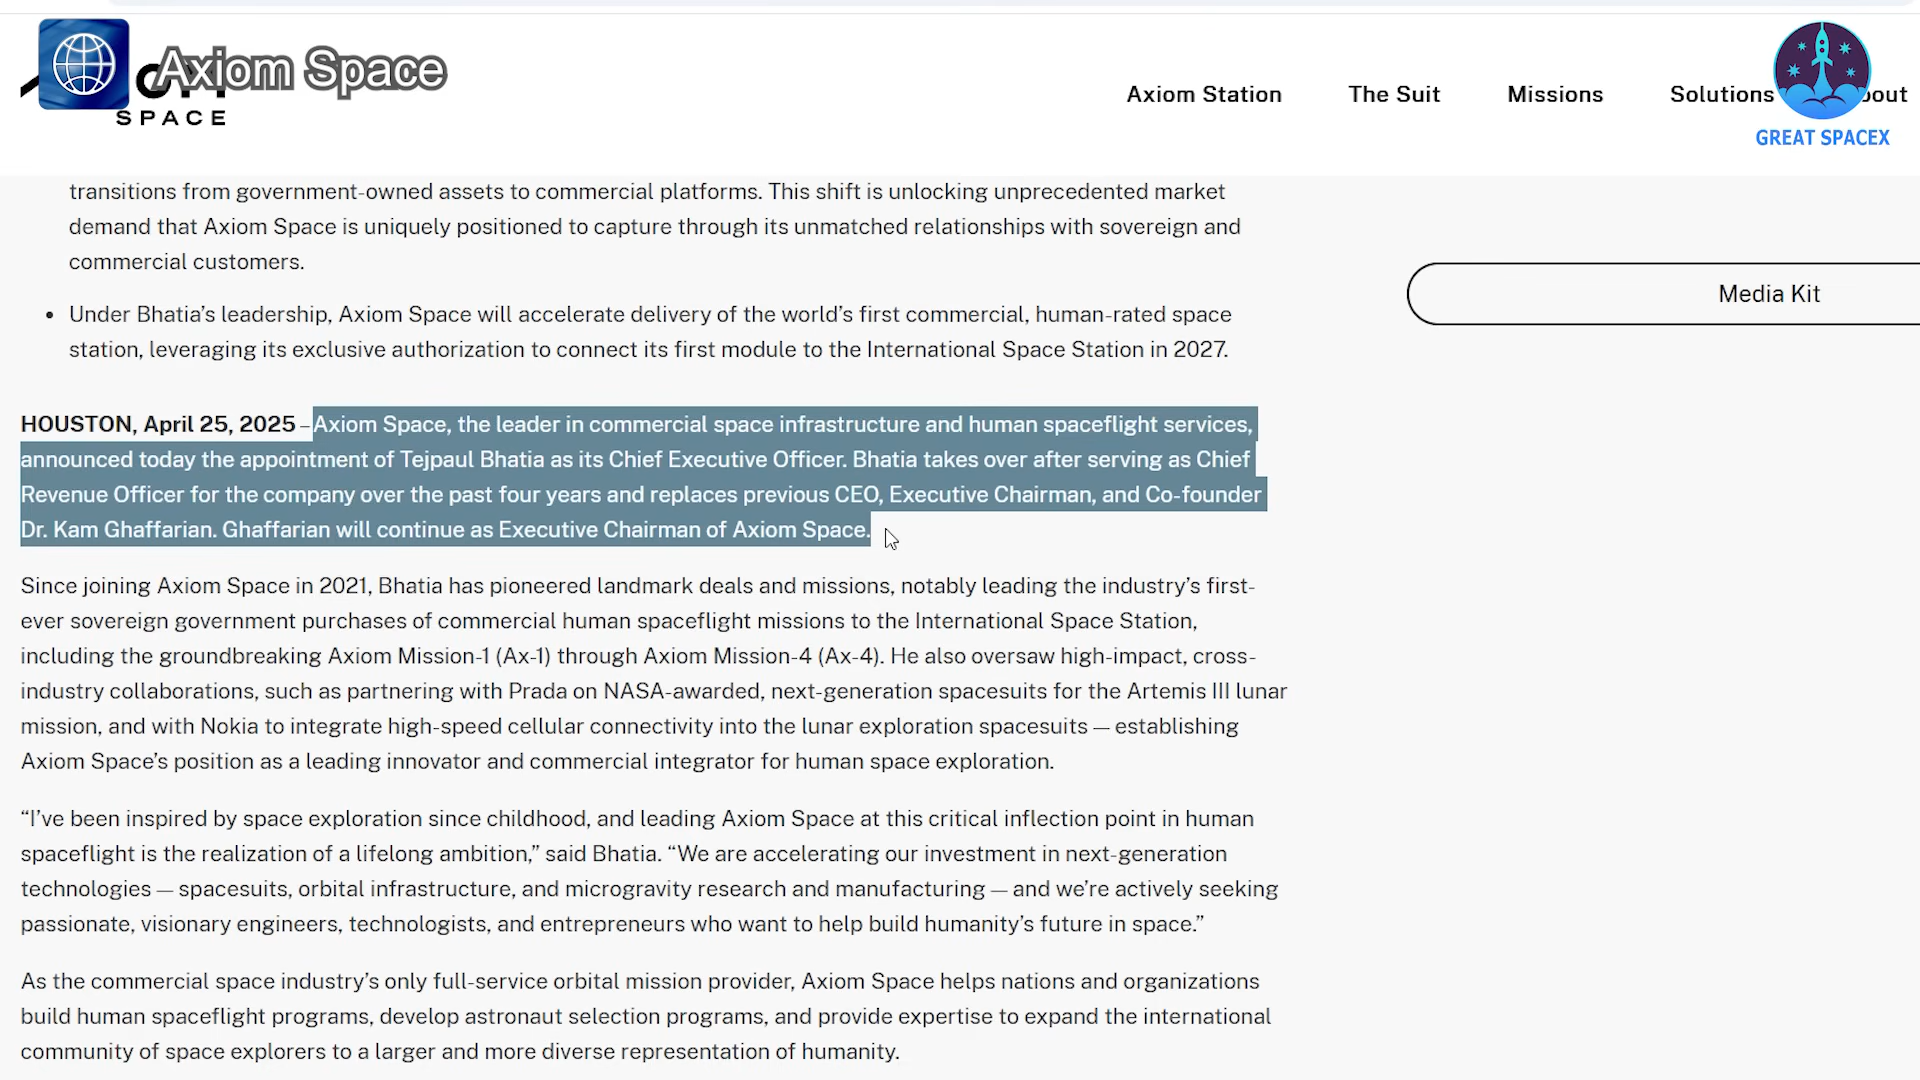 Axiom Space
SPACE
Axiom Station
The Suit
Missions
Solutions
GREAT SPACEX
transitions from government-owned assets to commercial platforms. This shift is unlocking unprecedented market
demand that Axiom Space is uniquely positioned to capture through its unmatched relationships with sovereign and
commercial customers.
Media Kit
• Under Bhatia’s leadership, Axiom Space will accelerate delivery of the world’s first commercial, human-rated space
station, leveraging its exclusive authorization to connect its first module to the International Space Station in 2027.
HOUSTON, April 25, 2025 – Axiom Space, the leader in commercial space infrastructure and human spaceflight services,
announced today the appointment of Tejpaul Bhatia as its Chief Executive Officer. Bhatia takes over after serving as Chief
Revenue Officer for the company over the past four years and replaces previous CEO, Executive Chairman, and Co-founder
Dr. Kam Ghaffarian. Ghaffarian will continue as Executive Chairman of Axiom Space.
Since joining Axiom Space in 2021, Bhatia has pioneered landmark deals and missions, notably leading the industry’s first-
ever sovereign government purchases of commercial human spaceflight missions to the International Space Station,
including the groundbreaking Axiom Mission-1 (Ax-1) through Axiom Mission-4 (Ax-4). He also oversaw high-impact, cross-
industry collaborations, such as partnering with Prada on NASA-awarded, next-generation spacesuits for the Artemis III lunar
mission, and with Nokia to integrate high-speed cellular connectivity into the lunar exploration spacesuits — establishing
Axiom Space’s position as a leading innovator and commercial integrator for human space exploration.
“I’ve been inspired by space exploration since childhood, and leading Axiom Space at this critical inflection point in human
spaceflight is the realization of a lifelong ambition,” said Bhatia. “We are accelerating our investment in next-generation
technologies — spacesuits, orbital infrastructure, and microgravity research and manufacturing — and we’re actively seeking
passionate, visionary engineers, technologists, and entrepreneurs who want to help build humanity’s future in space.”
As the commercial space industry’s only full-service orbital mission provider, Axiom Space helps nations and organizations
build human spaceflight programs, develop astronaut selection programs, and provide expertise to expand the international
community of space explorers to a larger and more diverse representation of humanity.